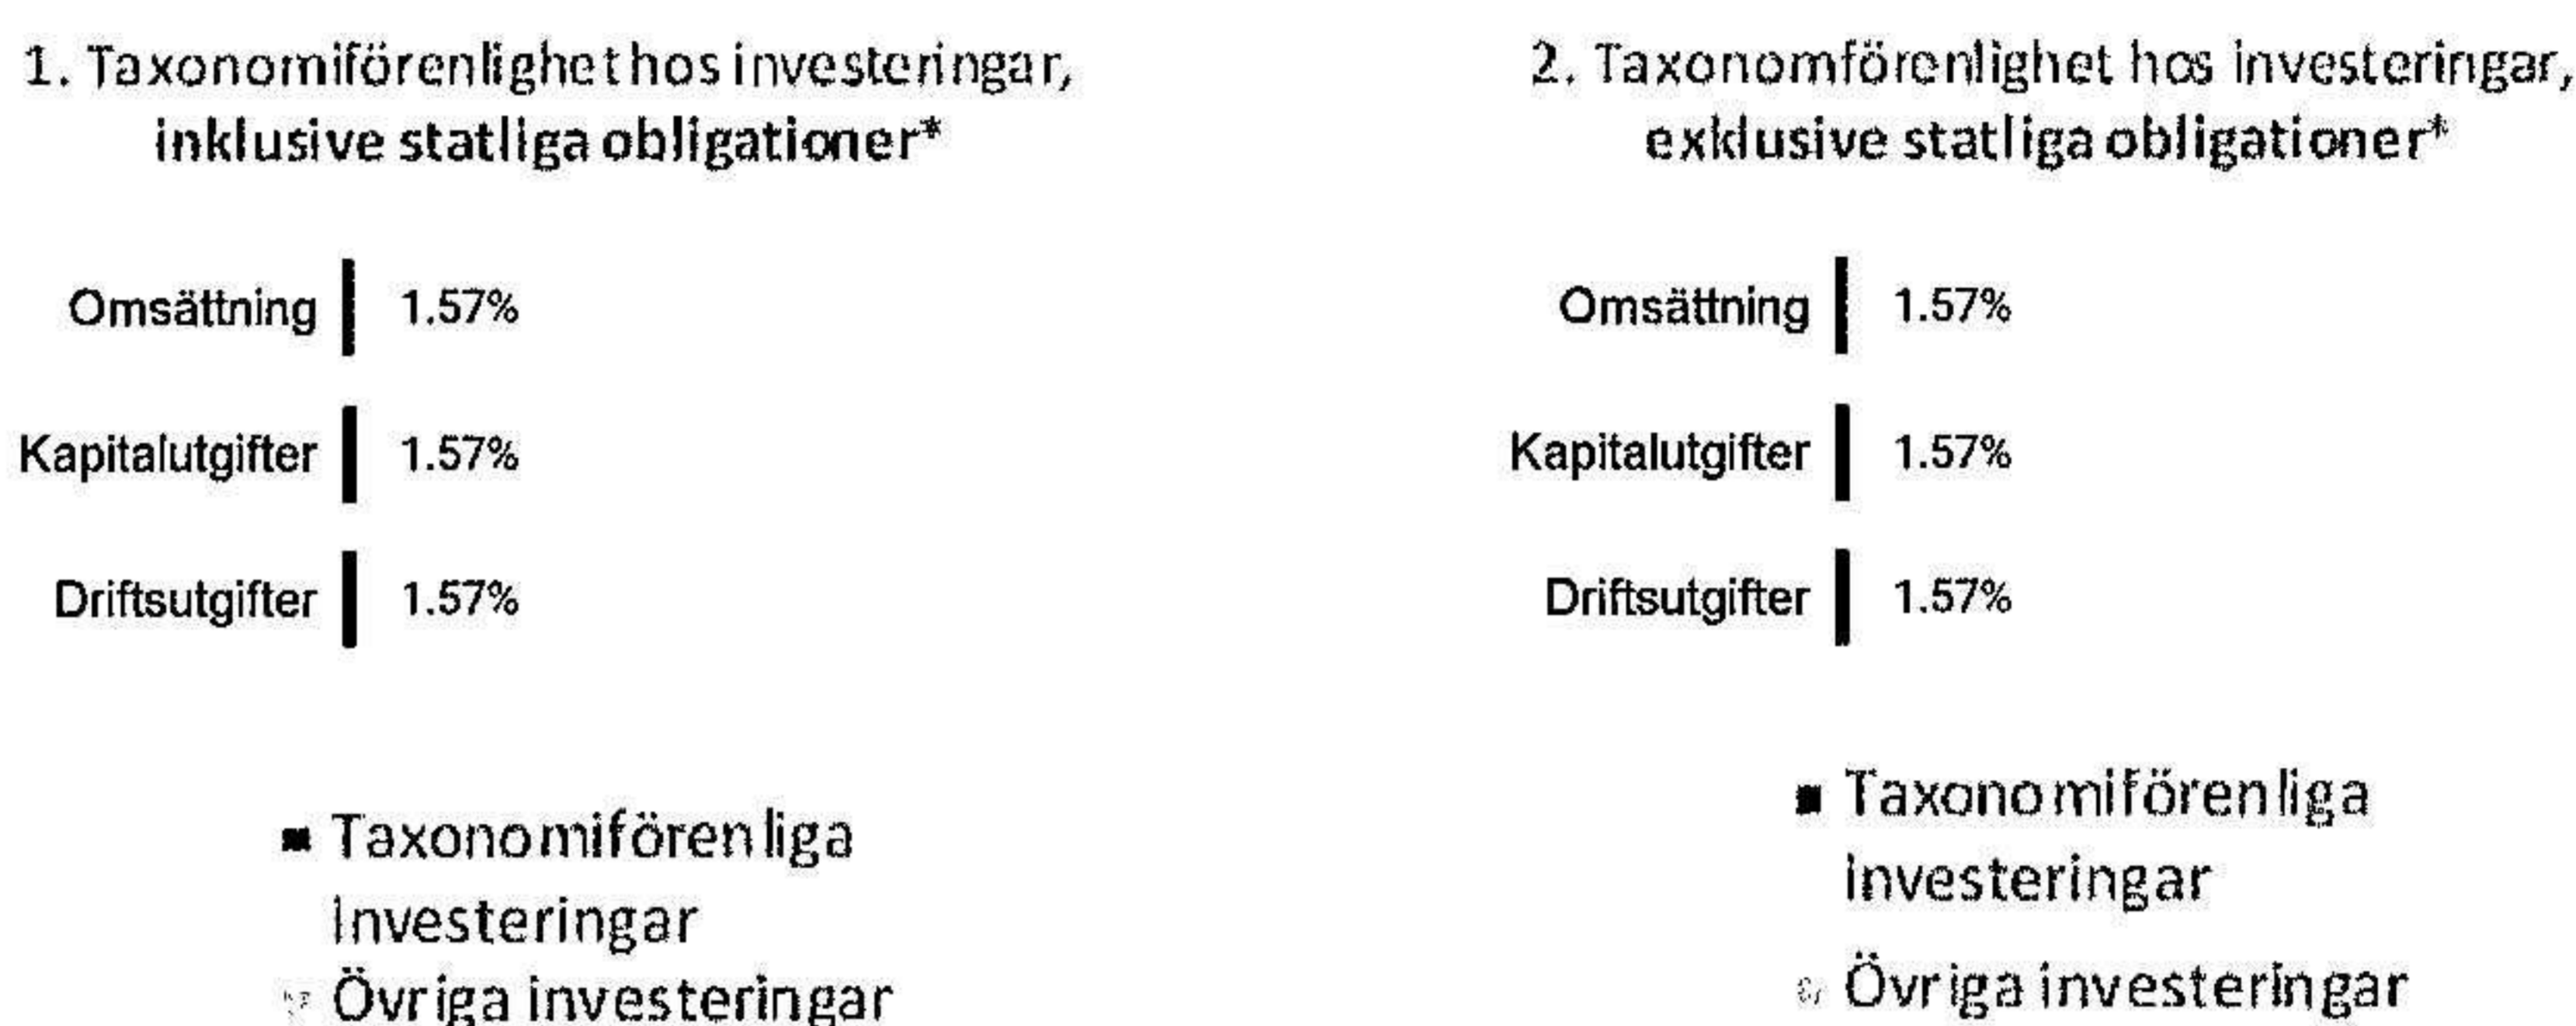 1. Taxonomiförenlighet hos investeringar,
inklusive statliga obligationer*
Omsättning 1.57%
Kapitalutgifter 1.57%
Driftsutgifter 1.57%
■ Taxonomiförenliga
investeringar
Övriga investeringar
2. Taxonomförenlighet hos investeringar,
exklusive statliga obligationer*
Omsättning 1.57%
Kapitalutgifter 1.57%
Driftsutgifter 1.57%
■ Taxonomiförenliga
investeringar
Övriga investeringar